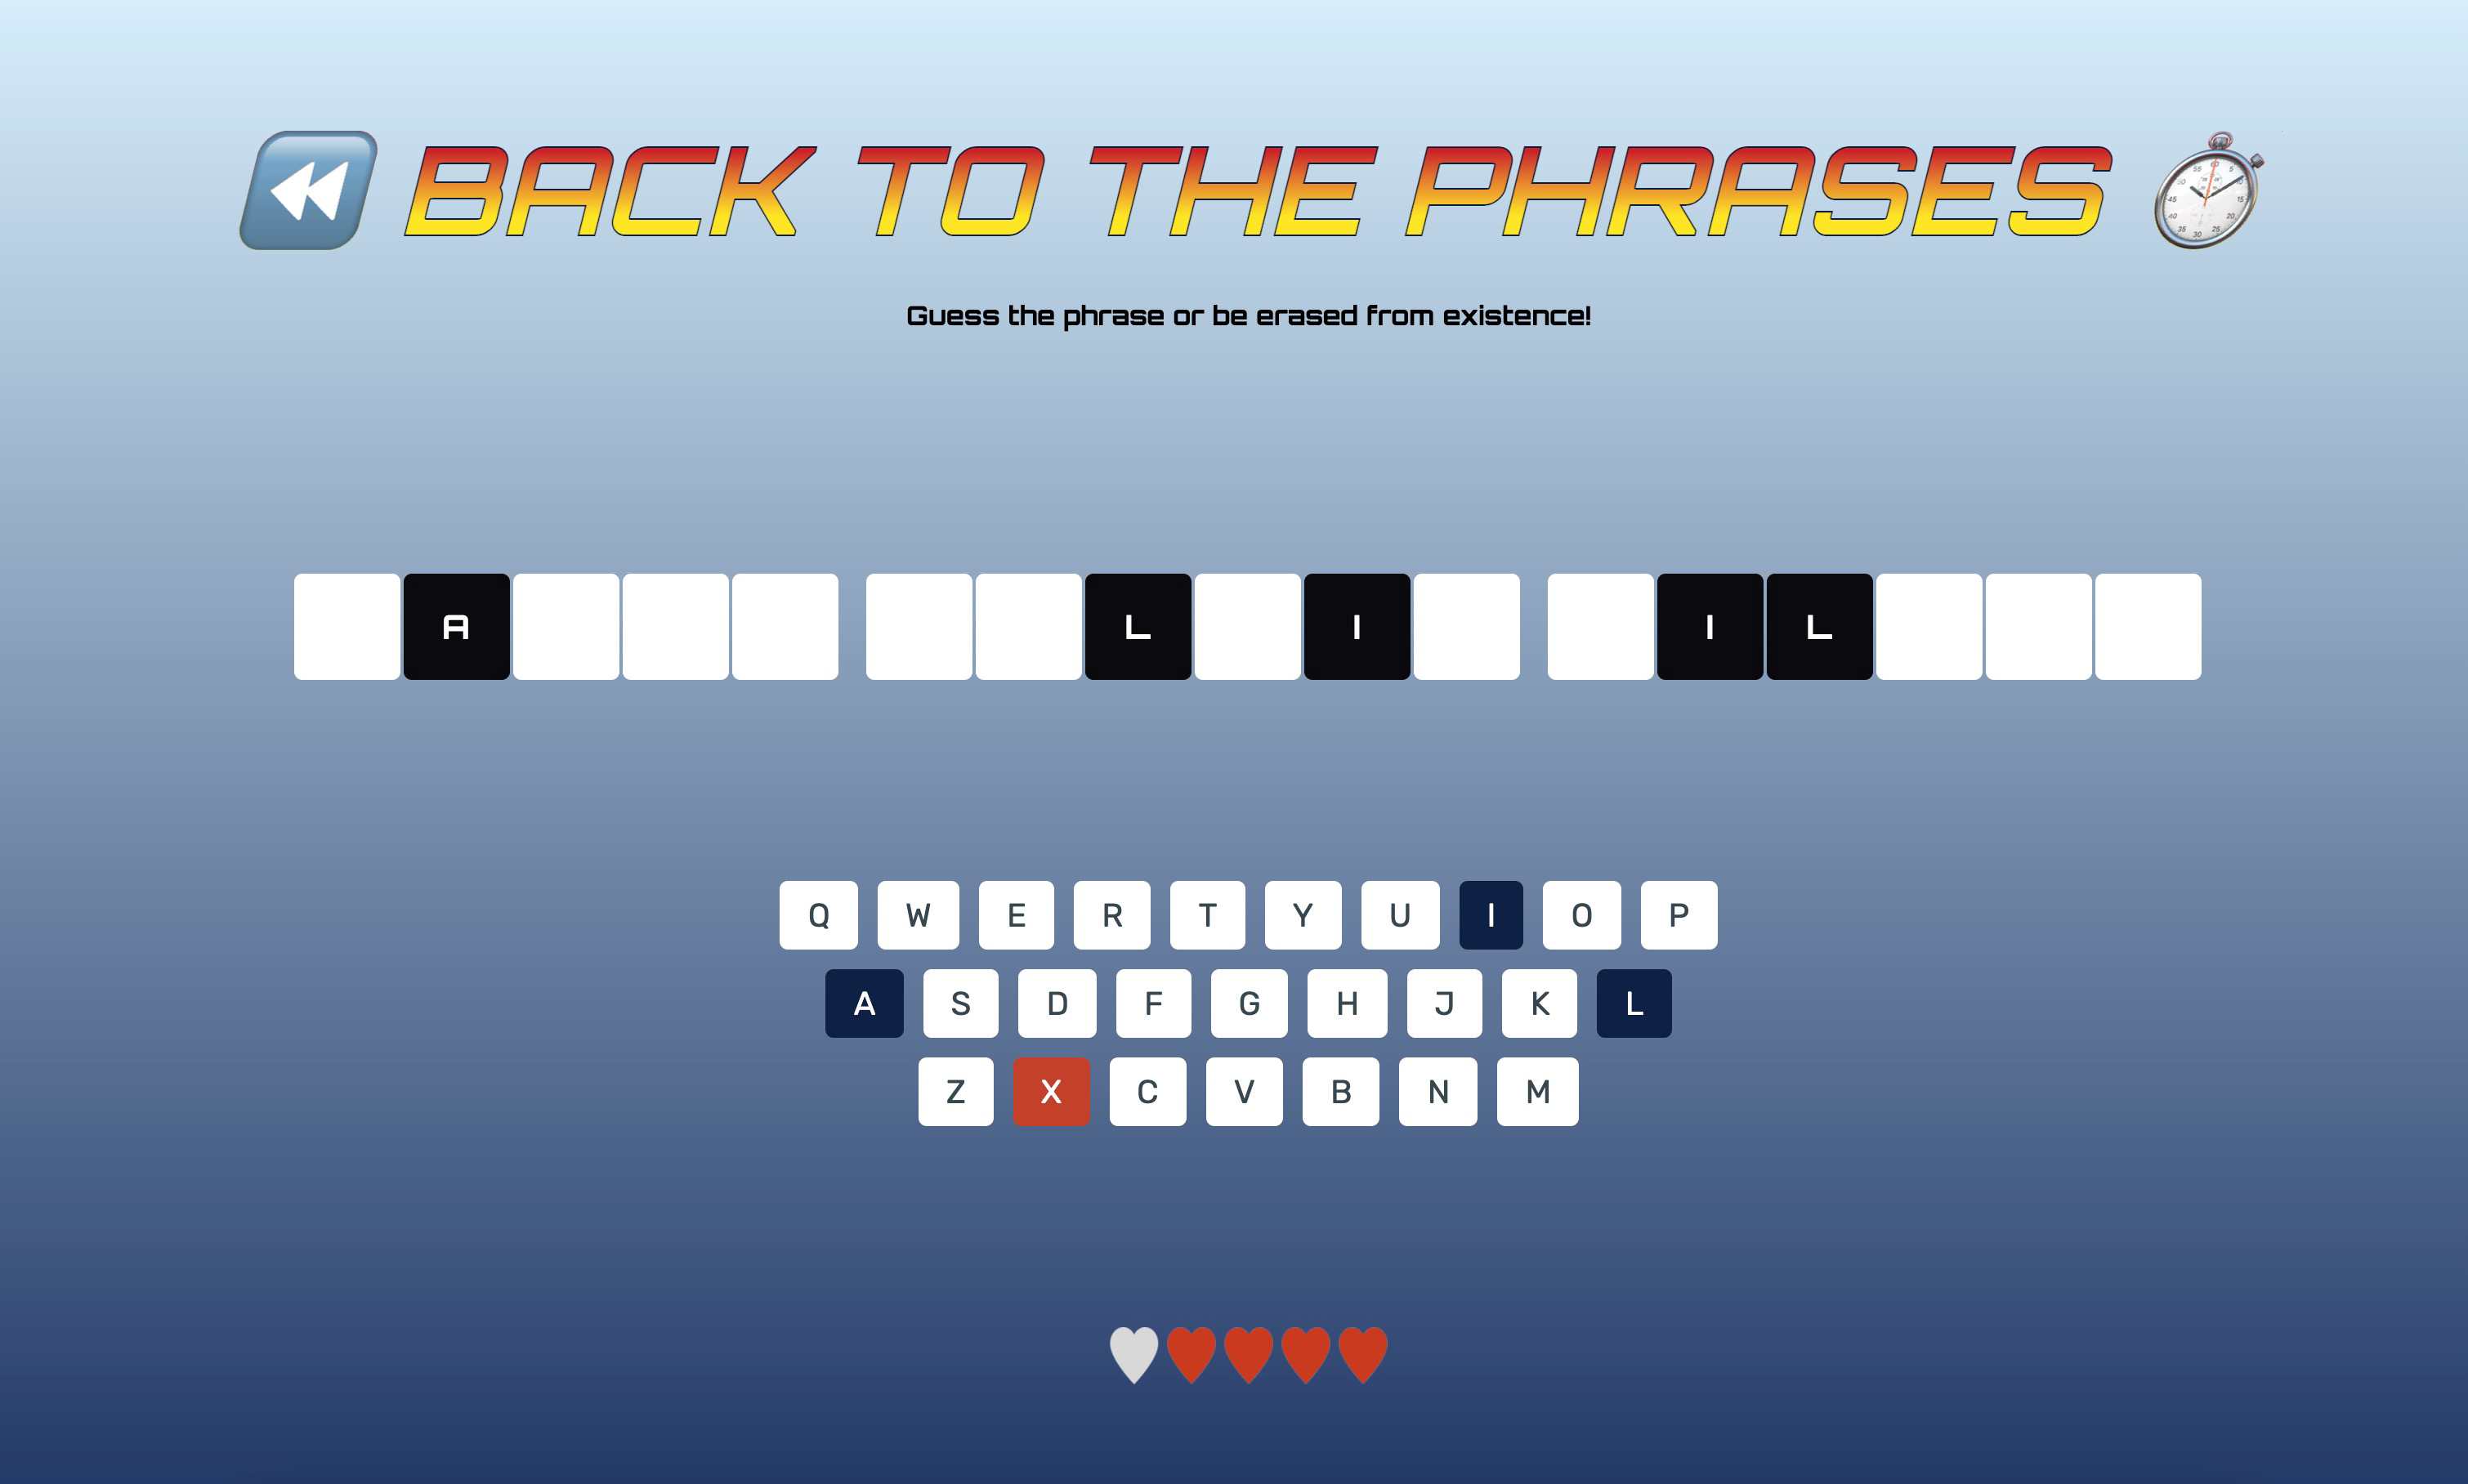 BACK TO THE PHRASES
Guess the phrase or be erased from existence!
A L I I L
Q W E R T Y U I O P
A S D F G H J K L
Z X C V B N M